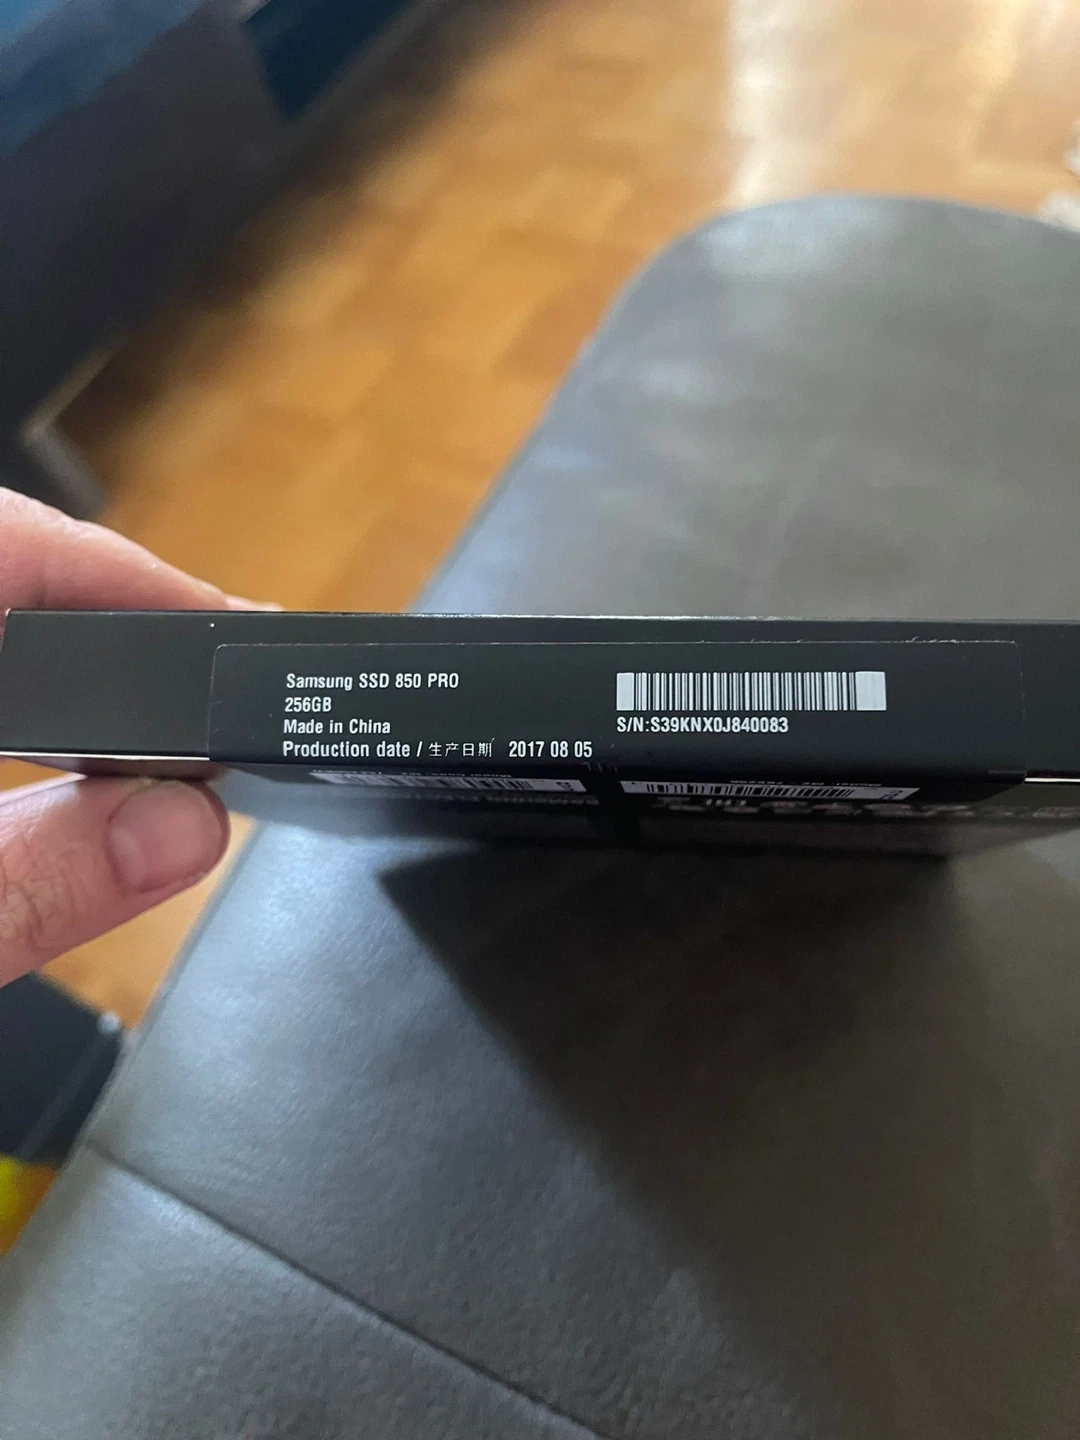 Samsung SSD 850 PRO
256GB
Made in China
Production date / 生产日期 2017 08 05
S/N:S39KNX0J840083